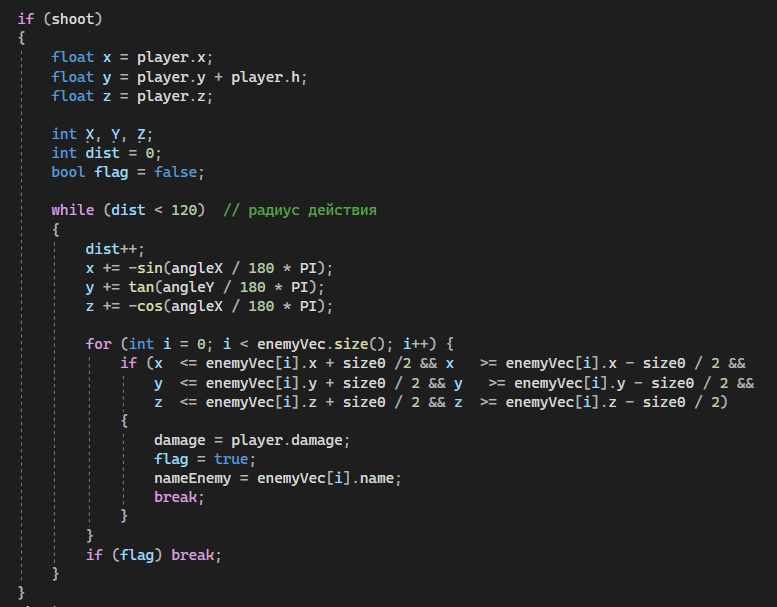 if (shoot)
{
    float x = player.x;
    float y = player.y + player.h;
    float z = player.z;

    int X, Y, Z;
    int dist = 0;
    bool flag = false;

    while (dist < 120)  // радиус действия
    {
        dist++;
        x += -sin(angleX / 180 * PI);
        y += tan(angleY / 180 * PI);
        z += -cos(angleX / 180 * PI);

        for (int i = 0; i < enemyVec.size(); i++) {
            if (x  <= enemyVec[i].x + size0 /2 && x   >= enemyVec[i].x - size0 / 2 &&
                y  <= enemyVec[i].y + size0 / 2 && y   >= enemyVec[i].y - size0 / 2 &&
                z  <= enemyVec[i].z + size0 / 2 && z  >= enemyVec[i].z - size0 / 2)
            {
                damage = player.damage;
                flag = true;
                nameEnemy = enemyVec[i].name;
                break;
            }
        }
        if (flag) break;
    }
}